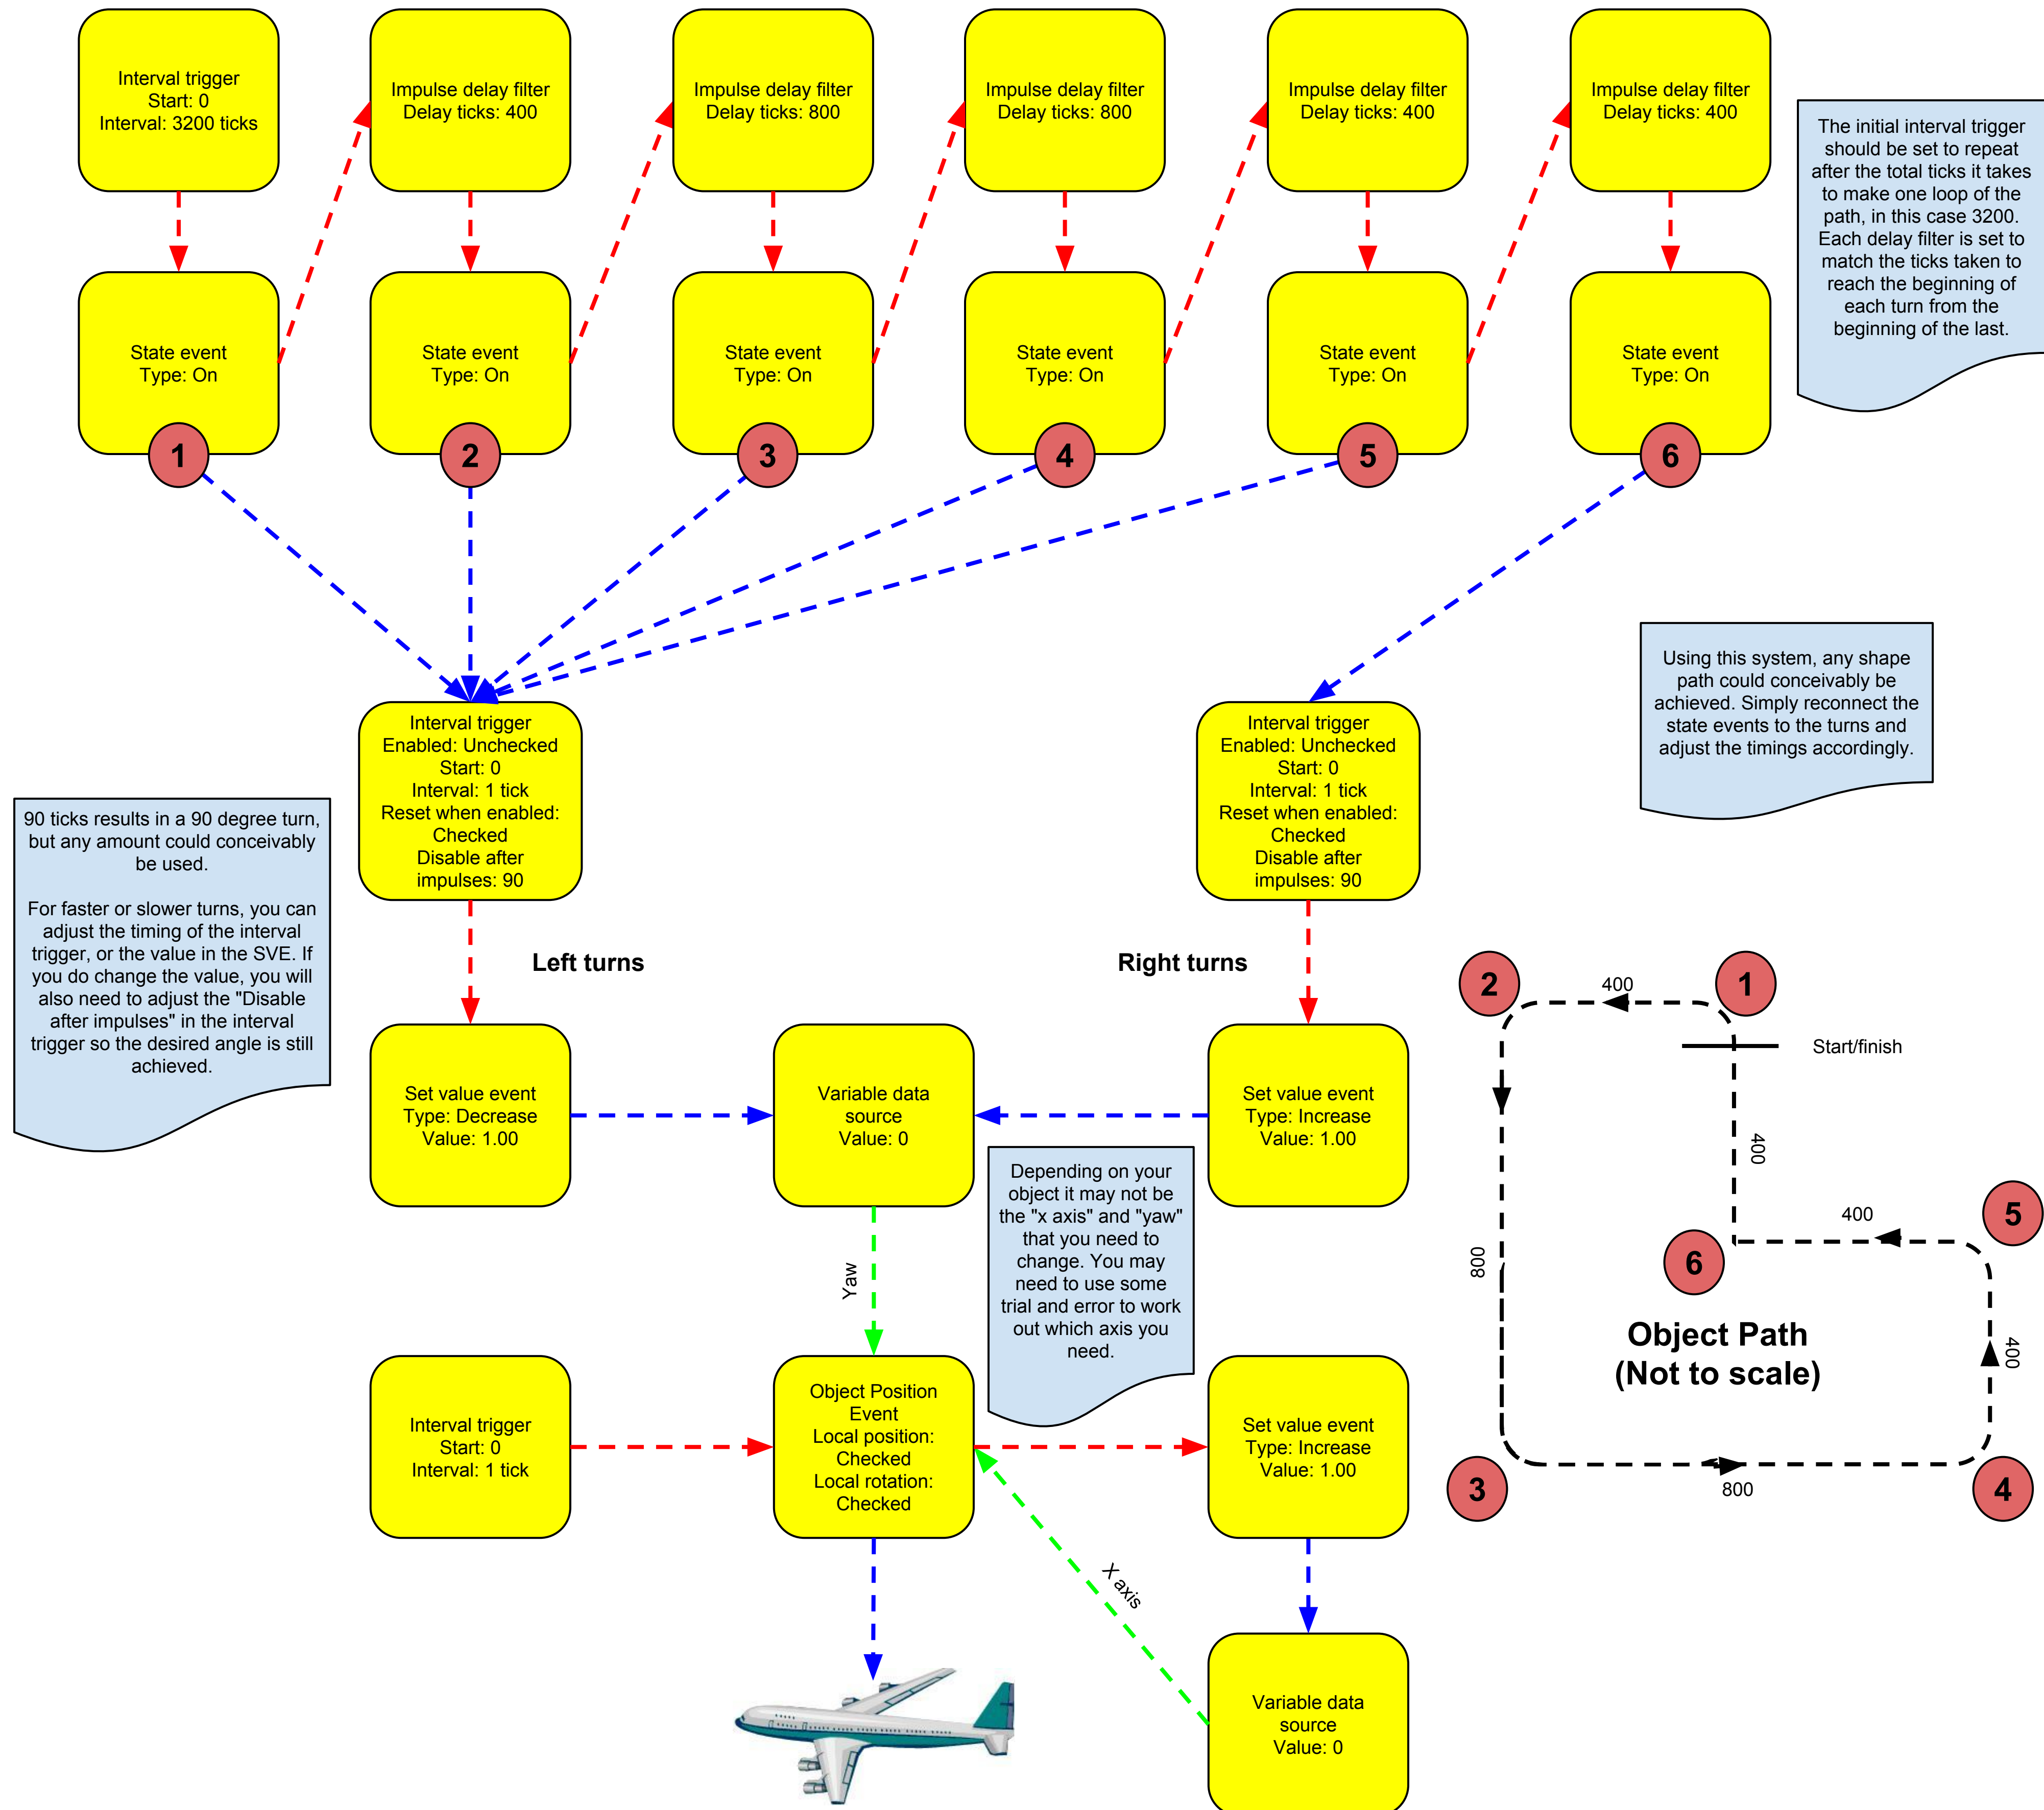 Interval trigger
Start: 0
Interval: 3200 ticks
Impulse delay filter
Delay ticks: 400
Impulse delay filter
Delay ticks: 800
Impulse delay filter
Delay ticks: 800
Impulse delay filter
Delay ticks: 400
Impulse delay filter
Delay ticks: 400
The initial interval trigger
should be set to repeat
after the total ticks it takes
to make one loop of the
path, in this case 3200.
Each delay filter is set to
match the ticks taken to
reach the beginning of
each turn from the
beginning of the last.
State event
Type: On
State event
Type: On
State event
Type: On
State event
Type: On
State event
Type: On
State event
Type: On
1
2
3
4
5
6
Using this system, any shape
path could conceivably be
achieved. Simply reconnect the
state events to the turns and
adjust the timings accordingly.
Interval trigger
Enabled: Unchecked
Start: 0
Interval: 1 tick
Reset when enabled:
Checked
Disable after
impulses: 90
Interval trigger
Enabled: Unchecked
Start: 0
Interval: 1 tick
Reset when enabled:
Checked
Disable after
impulses: 90
90 ticks results in a 90 degree turn,
but any amount could conceivably
be used.
For faster or slower turns, you can
adjust the timing of the interval
trigger, or the value in the SVE. If
you do change the value, you will
also need to adjust the "Disable
after impulses" in the interval
trigger so the desired angle is still
achieved.
Left turns
Right turns
Set value event
Type: Decrease
Value: 1.00
Variable data
source
Value: 0
Set value event
Type: Increase
Value: 1.00
Depending on your
object it may not be
the "x axis" and "yaw"
that you need to
change. You may
need to use some
trial and error to work
out which axis you
need.
Yaw
Interval trigger
Start: 0
Interval: 1 tick
Object Position
Event
Local position:
Checked
Local rotation:
Checked
Set value event
Type: Increase
Value: 1.00
X axis
Variable data
source
Value: 0
2
400
1
Start/finish
400
5
400
6
800
Object Path
(Not to scale)
400
3
800
4